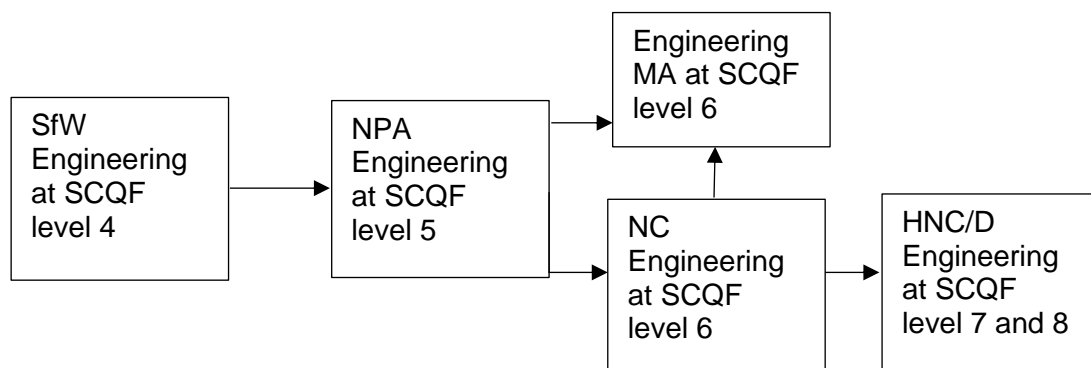 SfW
Engineering
at SCQF
level 4
NPA
Engineering
at SCQF
level 5
Engineering
MA at SCQF
level 6
NC
Engineering
at SCQF
level 6
HNC/D
Engineering
at SCQF
level 7 and 8